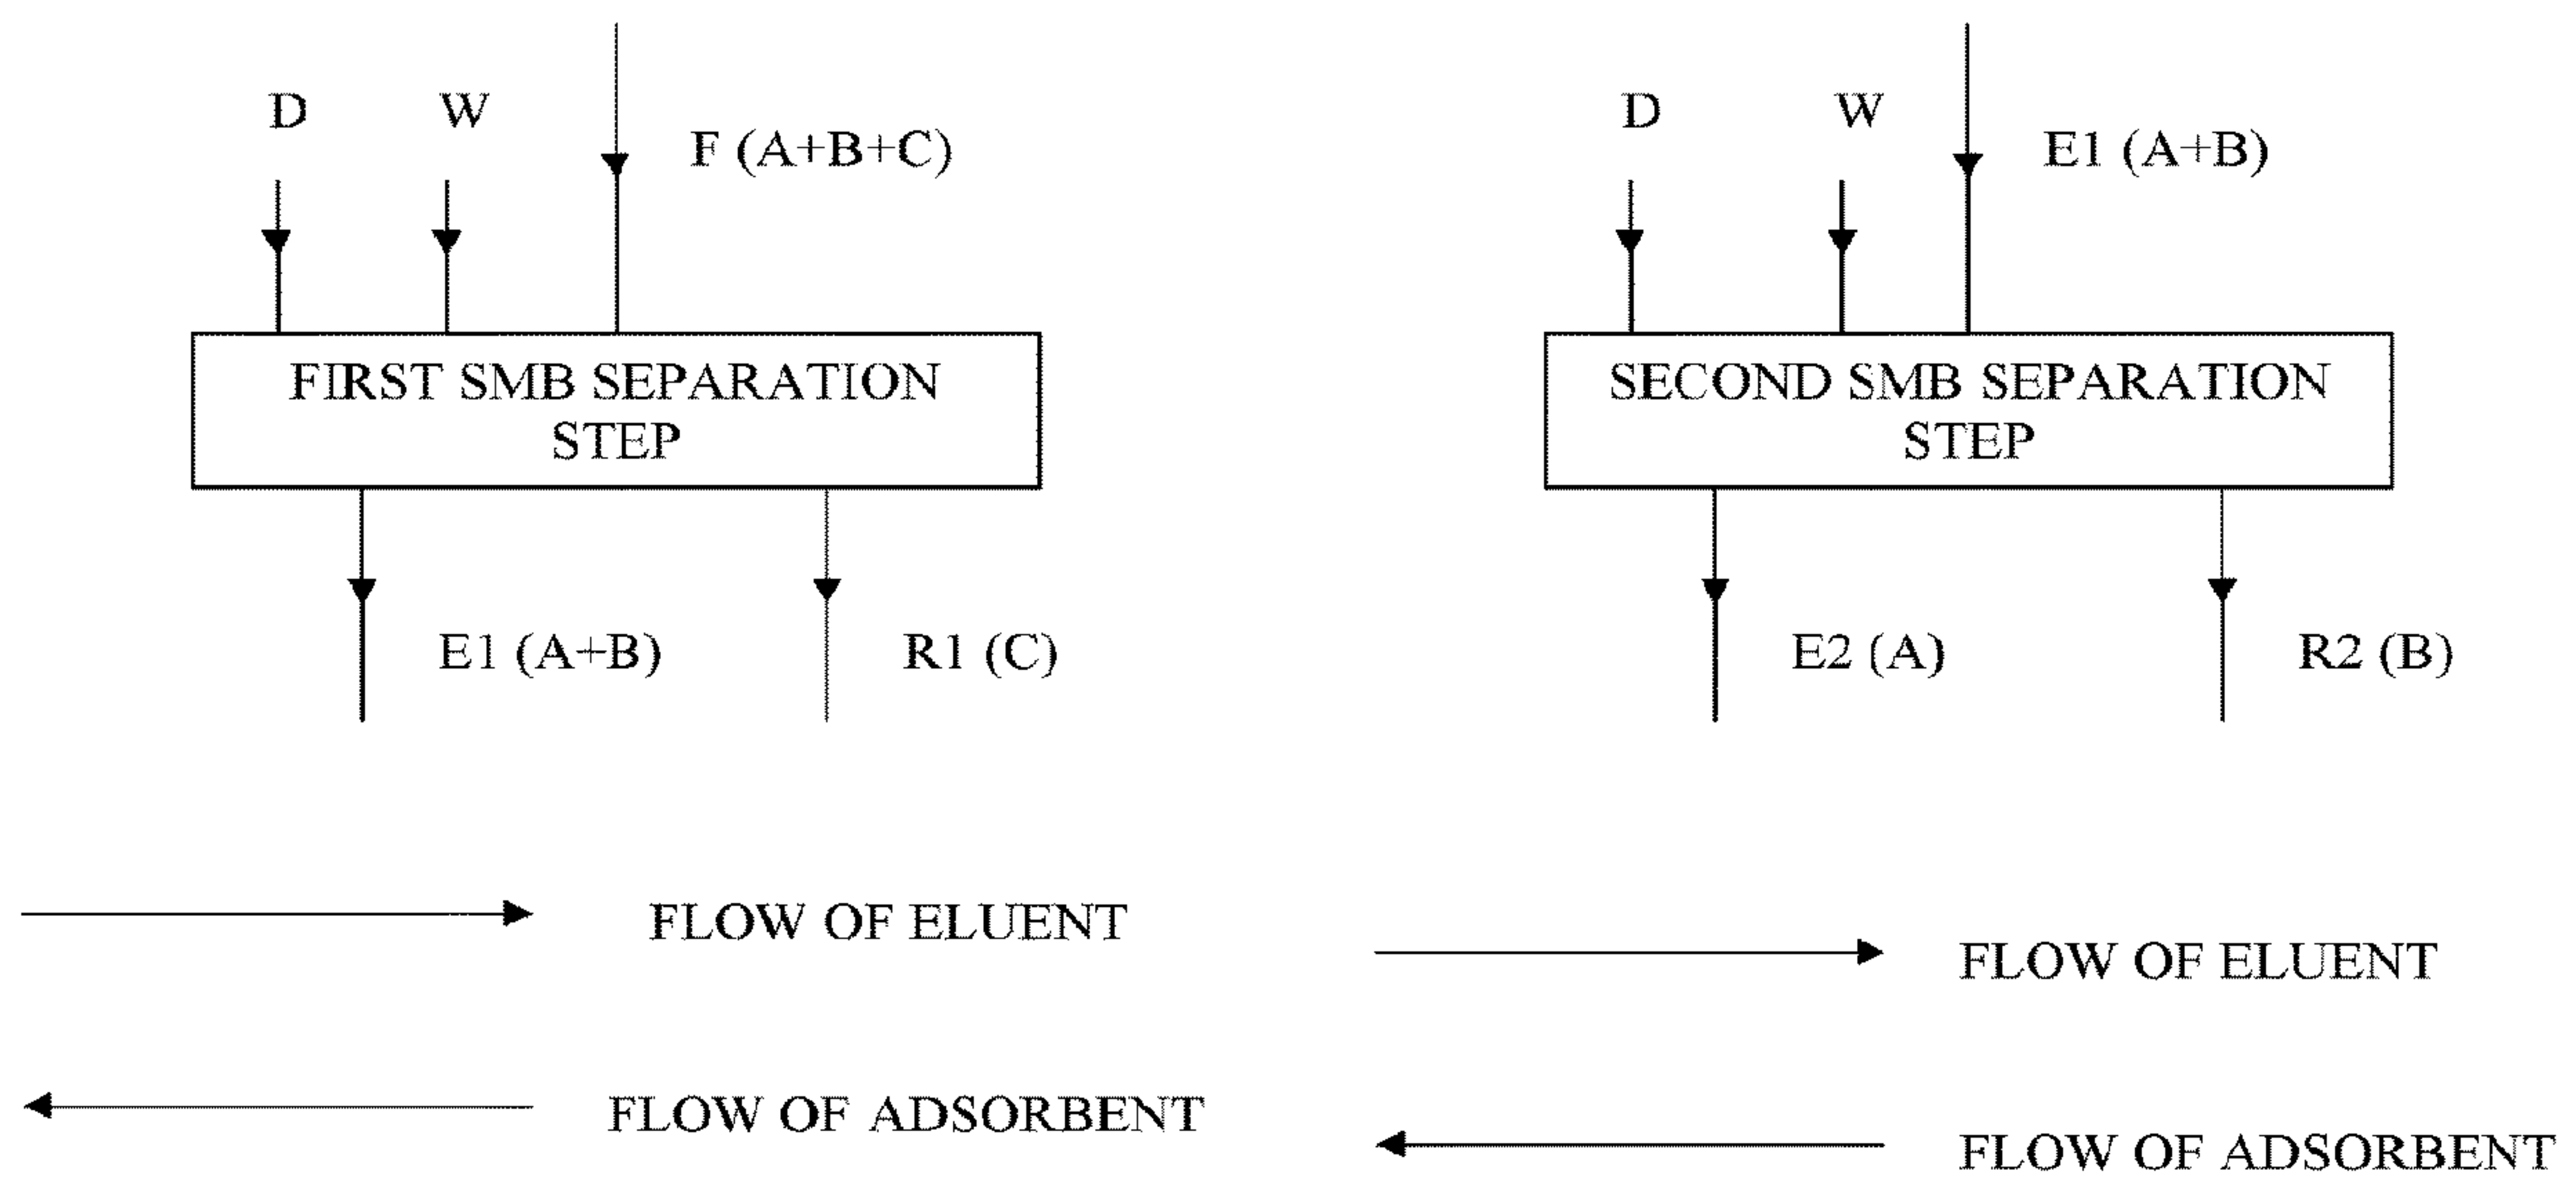 D
W
F (A+B+C)
FIRST SMB SEPARATION
STEP
E1 (A+B)
R1 (C)
FLOW OF ELUENT
FLOW OF ADSORBENT
D
W
E1 (A+B)
SECOND SMB SEPARATION
STEP
E2 (A)
R2 (B)
FLOW OF ELUENT
FLOW OF ADSORBENT